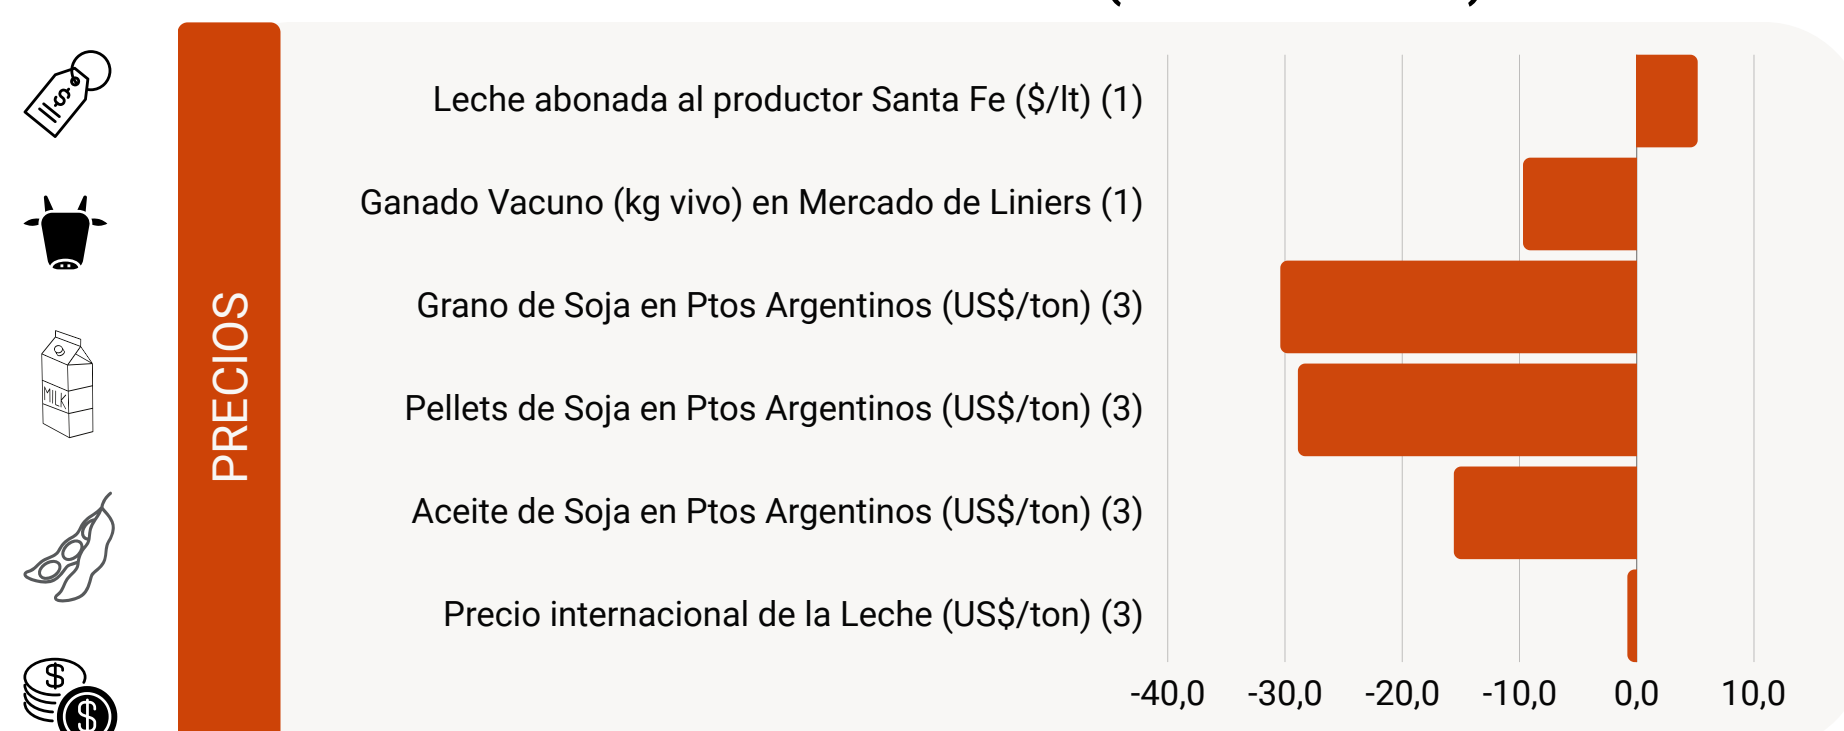 PRECIOS
Leche abonada al productor Santa Fe ($/lt) (1)
Ganado Vacuno (kg vivo) en Mercado de Liniers (1)
Grano de Soja en Ptos Argentinos (US$/ton) (3)
Pellets de Soja en Ptos Argentinos (US$/ton) (3)
Aceite de Soja en Ptos Argentinos (US$/ton) (3)
Precio internacional de la Leche (US$/ton) (3)
-40,0 -30,0 -20,0 -10,0 0,0 10,0
$
MILK
$
$